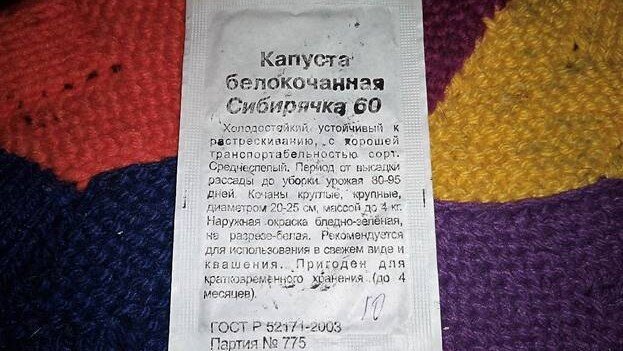 Капуста
белокочанная
Сибирячка 60
Холодостойкий устойчивый к
растрескиванию, с хорошей
транспортабельностью сорт.
Среднеспелый. Период от высадки
рассады до уборки урожая 80-95
дней. Кочаны круглые, крупные,
диаметром 20-25 см, массой до 4 кг.
Наружная окраска бледно-зелёная,
на разрезе-белая. Рекомендуется
для использования в свежем виде и
квашения. Пригоден для
кратковременного хранения (до 4
месяцев).
ГОСТ Р 52171-2003
Партия № 775